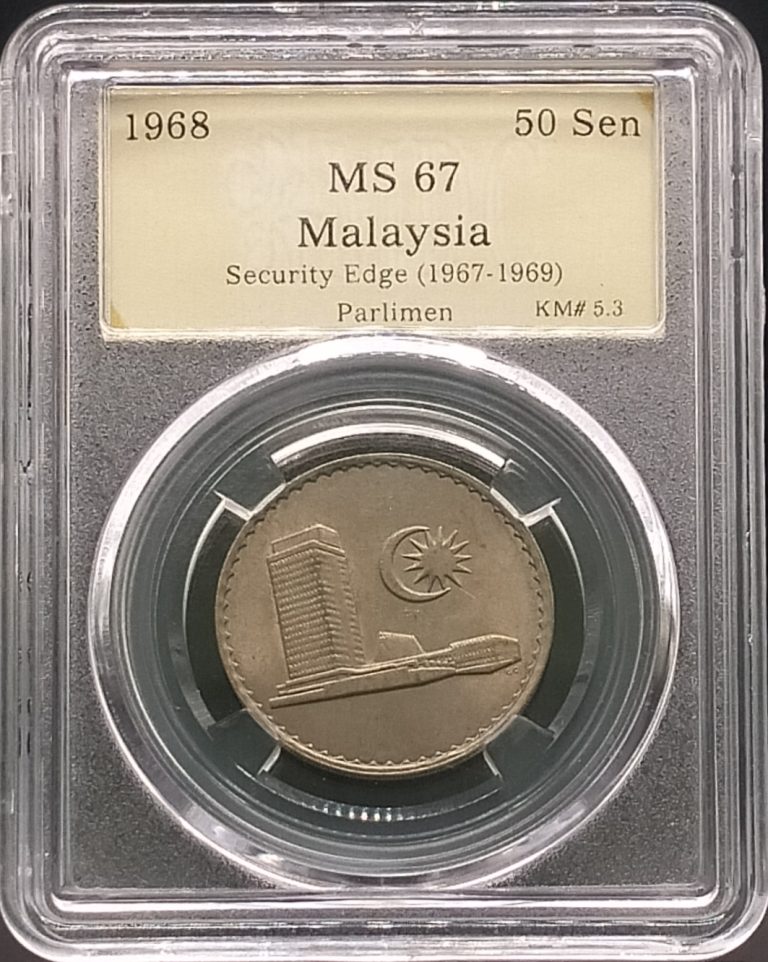 1968 50 Sen
MS 67
Malaysia
Security Edge (1967-1969)
Parlimen KM# 5.3